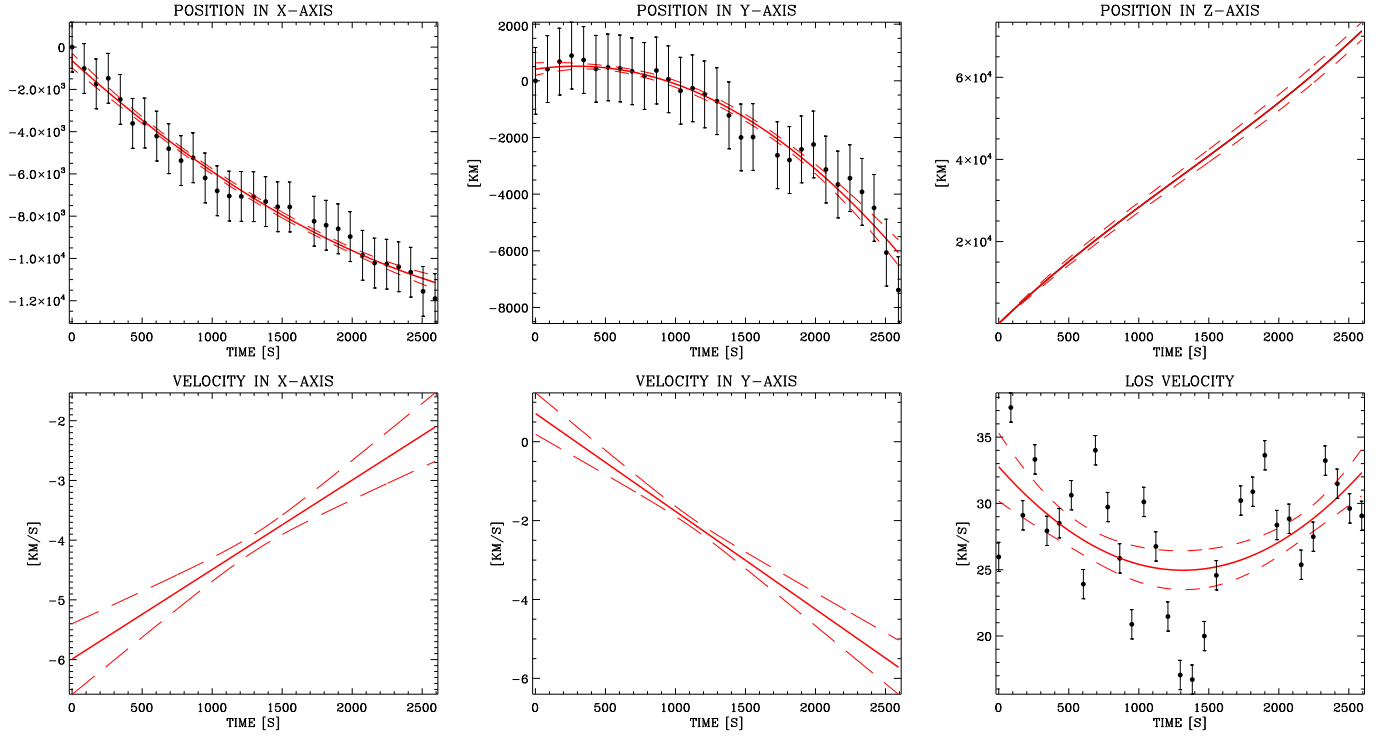 POSITION IN X-AXIS
0
-2.0×10³
-4.0×10³
-6.0×10³
-8.0×10³
-1.0×10⁴
-1.2×10⁴
0 500 1000 1500 2000 2500
TIME [S]
POSITION IN Y-AXIS
[KM]
2000
0
-2000
-4000
-6000
-8000
0 500 1000 1500 2000 2500
TIME [S]
POSITION IN Z-AXIS
[KM]
6×10⁴
4×10⁴
2×10⁴
0 500 1000 1500 2000 2500
TIME [S]
VELOCITY IN X-AXIS
[KM/S]
-2
-3
-4
-5
-6
0 500 1000 1500 2000 2500
TIME [S]
VELOCITY IN Y-AXIS
[KM/S]
0
-2
-4
-6
0 500 1000 1500 2000 2500
TIME [S]
LOS VELOCITY
[KM/S]
35
30
25
20
0 500 1000 1500 2000 2500
TIME [S]